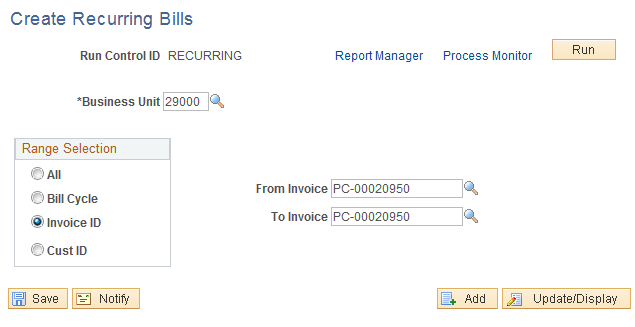 Create Recurring Bills
Run Control ID RECURRING Report Manager Process Monitor Run
*Business Unit 29000
Range Selection
All
Bill Cycle
Invoice ID
Cust ID
From Invoice PC-00020950
To Invoice PC-00020950
Save Notify Add Update/Display